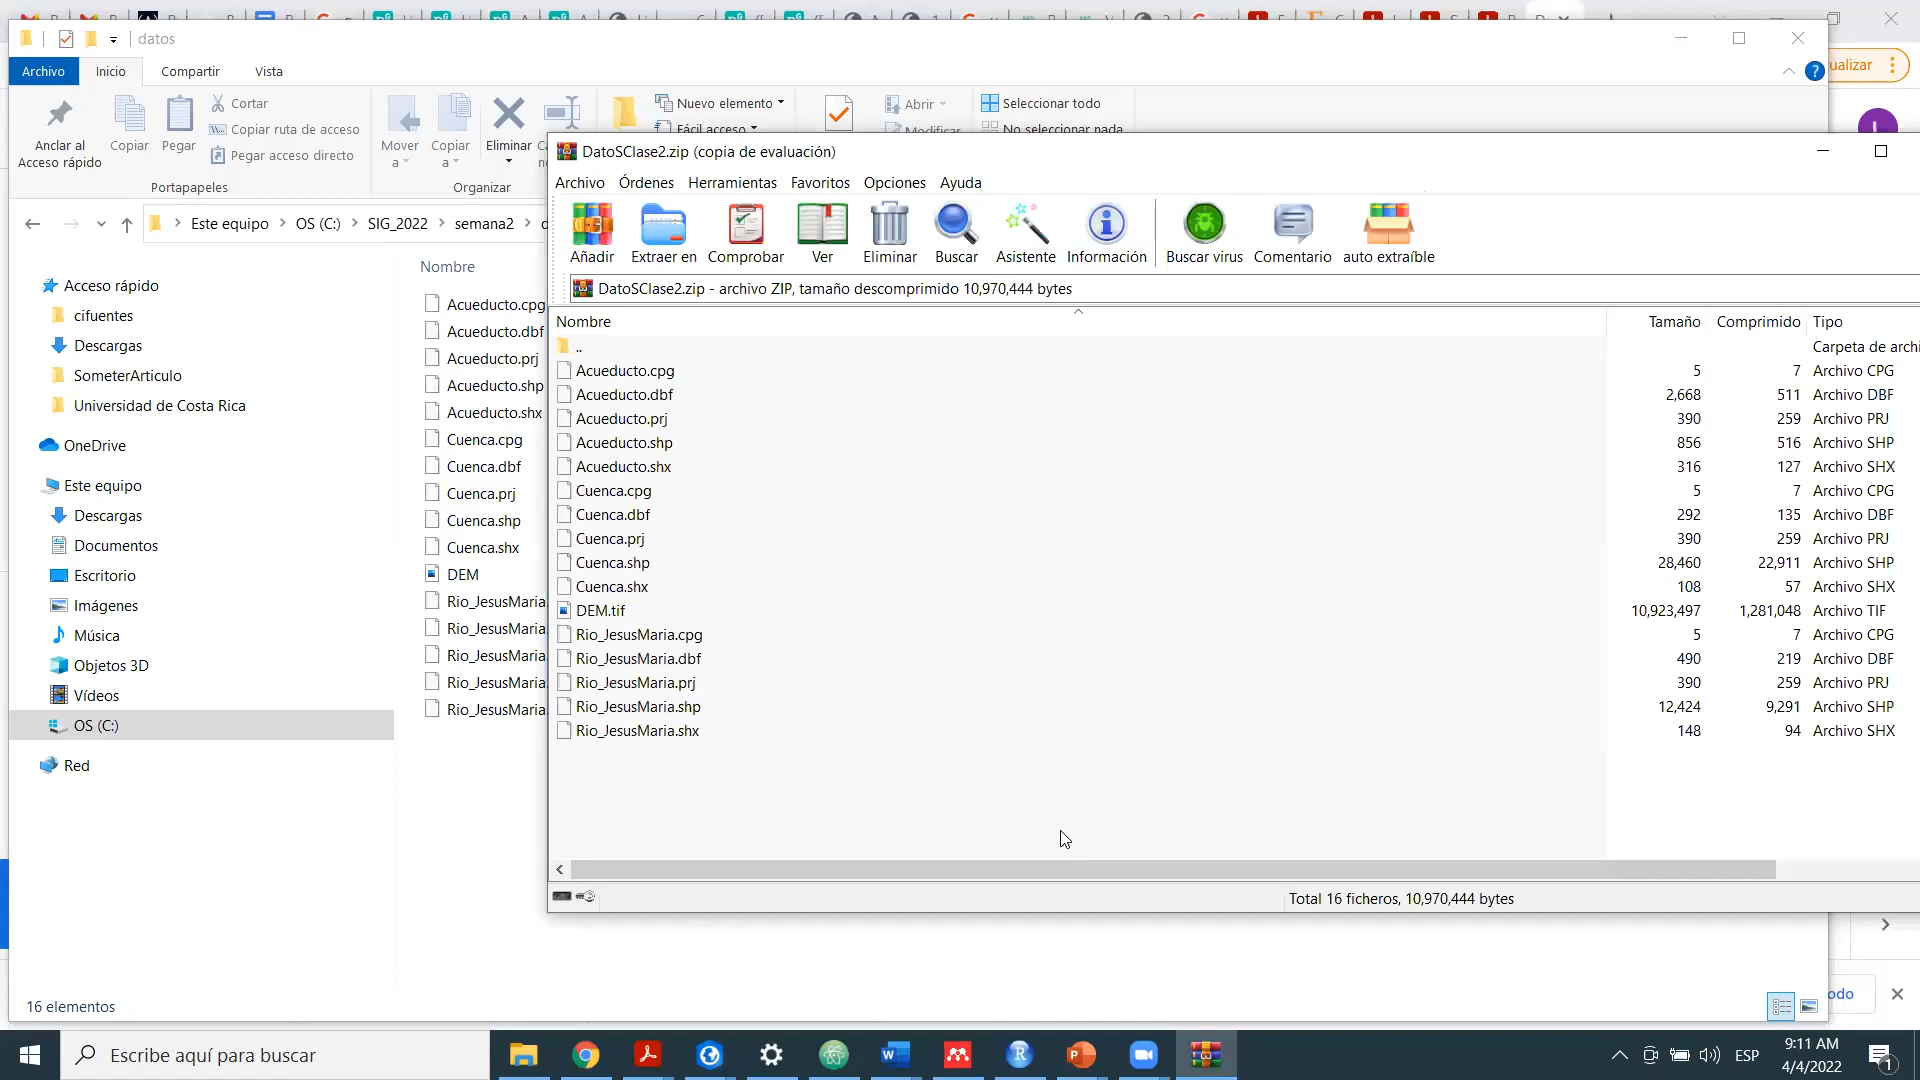 datos
Archivo Inicio Compartir Vista
Anclar al
Acceso rápido
Copiar
Pegar
Cortar
Copiar ruta de acceso
Pegar acceso directo
Portapapeles
Mover
a
Copiar
a
Eliminar
Organizar
Nuevo elemento
Fácil acceso
Abrir
Modificar
Seleccionar todo
No seleccionar nada
ualizar
Este equipo > OS (C:) > SIG_2022 > semana2
Acceso rápido
cifuentes
Descargas
SometerArticulo
Universidad de Costa Rica
OneDrive
Este equipo
Descargas
Documentos
Escritorio
Imágenes
Música
Objetos 3D
Vídeos
OS (C:)
Red
Nombre
Acueducto.cpg
Acueducto.dbf
Acueducto.prj
Acueducto.shp
Acueducto.shx
Cuenca.cpg
Cuenca.dbf
Cuenca.prj
Cuenca.shp
Cuenca.shx
DEM
Rio_JesusMaria.
Rio_JesusMaria.
Rio_JesusMaria.
Rio_JesusMaria.
Rio_JesusMaria.
16 elementos
DatoSClase2.zip (copia de evaluación)
Archivo Órdenes Herramientas Favoritos Opciones Ayuda
Añadir Extraer en Comprobar Ver Eliminar Buscar Asistente Información Buscar virus Comentario auto extraíble
DatoSClase2.zip - archivo ZIP, tamaño descomprimido 10,970,444 bytes
Nombre Tamaño Comprimido Tipo
.. Carpeta de archi
Acueducto.cpg 5 7 Archivo CPG
Acueducto.dbf 2,668 511 Archivo DBF
Acueducto.prj 390 259 Archivo PRJ
Acueducto.shp 856 516 Archivo SHP
Acueducto.shx 316 127 Archivo SHX
Cuenca.cpg 5 7 Archivo CPG
Cuenca.dbf 292 135 Archivo DBF
Cuenca.prj 390 259 Archivo PRJ
Cuenca.shp 28,460 22,911 Archivo SHP
Cuenca.shx 108 57 Archivo SHX
DEM.tif 10,923,497 1,281,048 Archivo TIF
Rio_JesusMaria.cpg 5 7 Archivo CPG
Rio_JesusMaria.dbf 490 219 Archivo DBF
Rio_JesusMaria.prj 390 259 Archivo PRJ
Rio_JesusMaria.shp 12,424 9,291 Archivo SHP
Rio_JesusMaria.shx 148 94 Archivo SHX
Total 16 ficheros, 10,970,444 bytes
odo
Escribe aquí para buscar
ESP
9:11 AM
4/4/2022
1